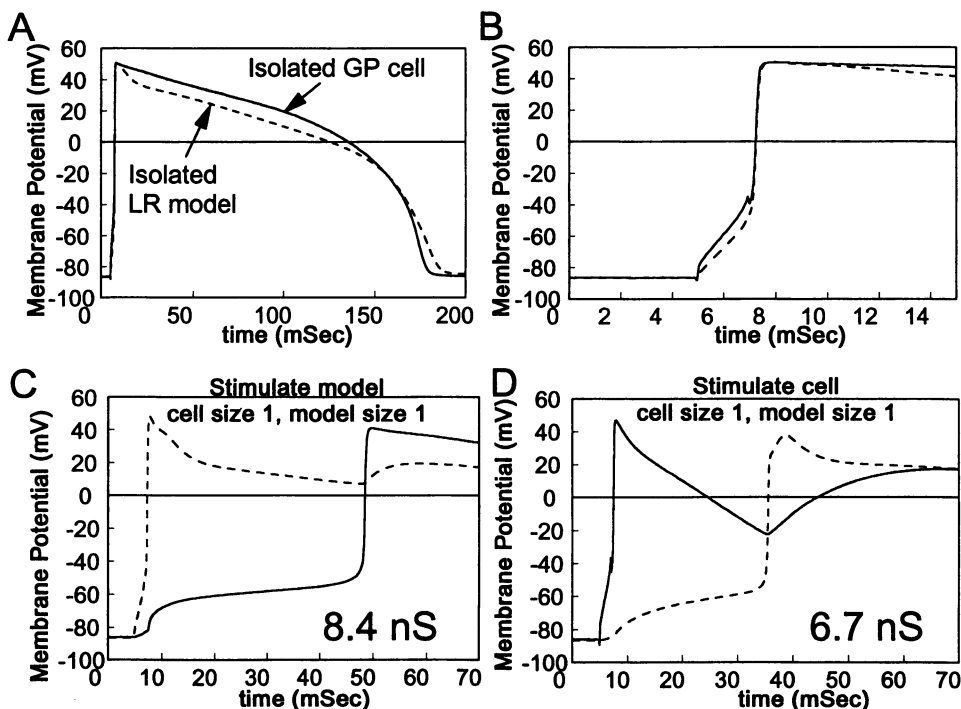 A
Membrane Potential (mV)
60
40
20
0
-20
-40
-60
-80
-100
Isolated GP cell
Isolated
LR model
0 50 100 150 200
time (mSec)
B
Membrane Potential (mV)
60
40
20
0
-20
-40
-60
-80
-100
0 2 4 6 8 10 12 14
time (mSec)
C
Membrane Potential (mV)
60
40
20
0
-20
-40
-60
-80
-100
Stimulate model
cell size 1, model size 1
8.4 nS
0 10 20 30 40 50 60 70
time (mSec)
D
Membrane Potential (mV)
60
40
20
0
-20
-40
-60
-80
-100
Stimulate cell
cell size 1, model size 1
6.7 nS
0 10 20 30 40 50 60 70
time (mSec)